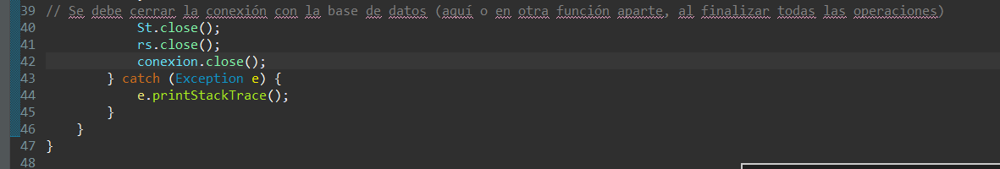 39 // Se debe cerrar la conexión con la base de datos (aquí o en otra función aparte, al finalizar todas las operaciones)
40 St.close();
41 rs.close();
42 conexion.close();
43 } catch (Exception e) {
44 e.printStackTrace();
45 }
46 }
47 }
48